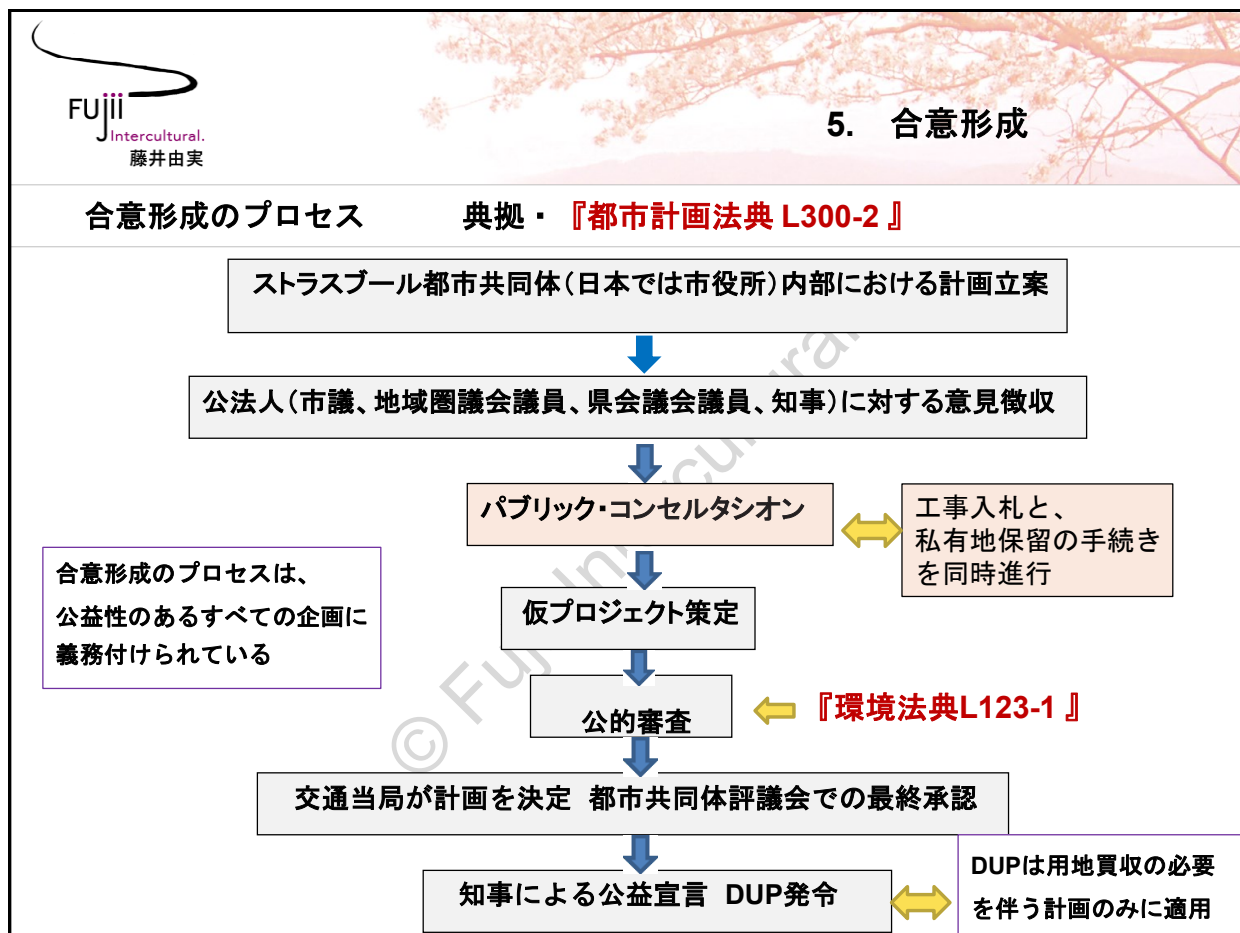 FUjii
Intercultural.
藤井由実
5. 合意形成
合意形成のプロセス 典拠・『都市計画法典 L300-2 』
ストラスブール都市共同体(日本では市役所)内部における計画立案
公法人(市議、地域圏議会議員、県会議会議員、知事)に対する意見徴収
パブリック・コンセルタシオン
工事入札と、
私有地保留の手続き
を同時進行
合意形成のプロセスは、
公益性のあるすべての企画に
義務付けられている
仮プロジェクト策定
公的審査
『環境法典L123-1 』
交通当局が計画を決定 都市共同体評議会での最終承認
知事による公益宣言 DUP発令
DUPは用地買収の必要
を伴う計画のみに適用
© Fujii Intercultural